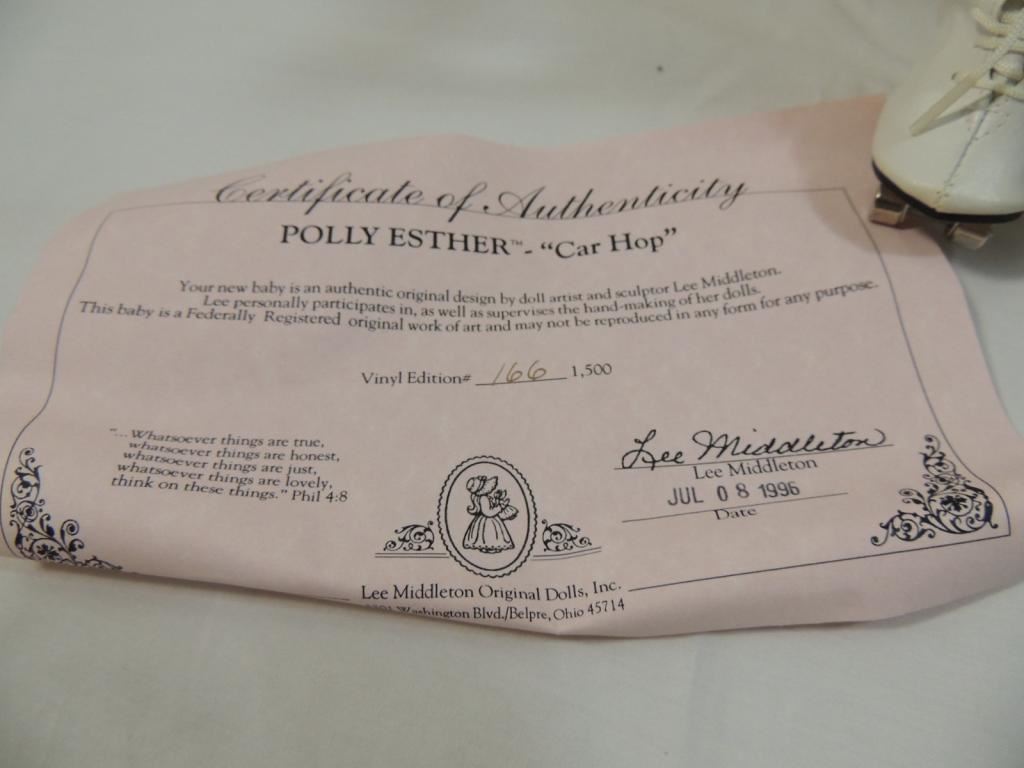 Certificate of Authenticity
POLLY ESTHER™- “Car Hop”
Your new baby is an authentic original design by doll artist and sculptor Lee Middleton.
Lee personally participates in, as well as supervises the hand-making of her dolls.
This baby is a Federally Registered original work of art and may not be reproduced in any form for any purpose.
Vinyl Edition# 166 1,500
"... Whatsoever things are true,
whatsoever things are honest,
whatsoever things are just,
whatsoever things are lovely,
think on these things." Phil 4:8
Lee Middleton
Lee Middleton
JUL 08 1996
Date
Lee Middleton Original Dolls, Inc.
Washington Blvd./Belpre, Ohio 45714